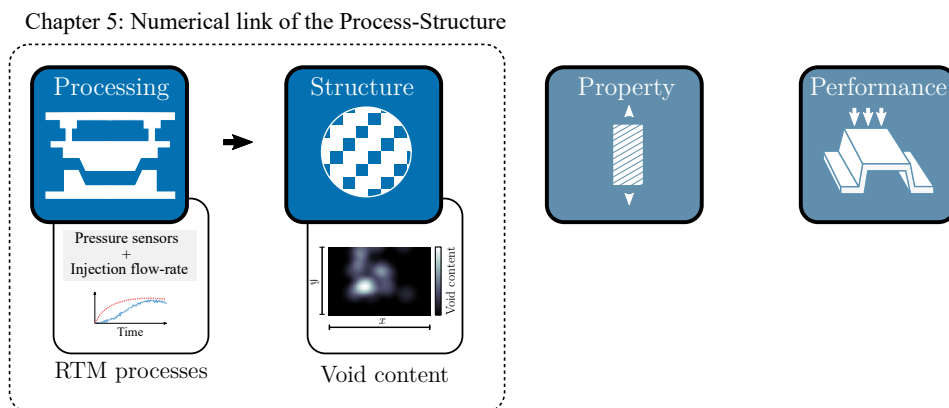 Chapter 5: Numerical link of the Process-Structure
Processing
Structure
Property
Performance
Pressure sensors
+
Injection flow-rate
Time
y
x
Void content
RTM processes
Void content